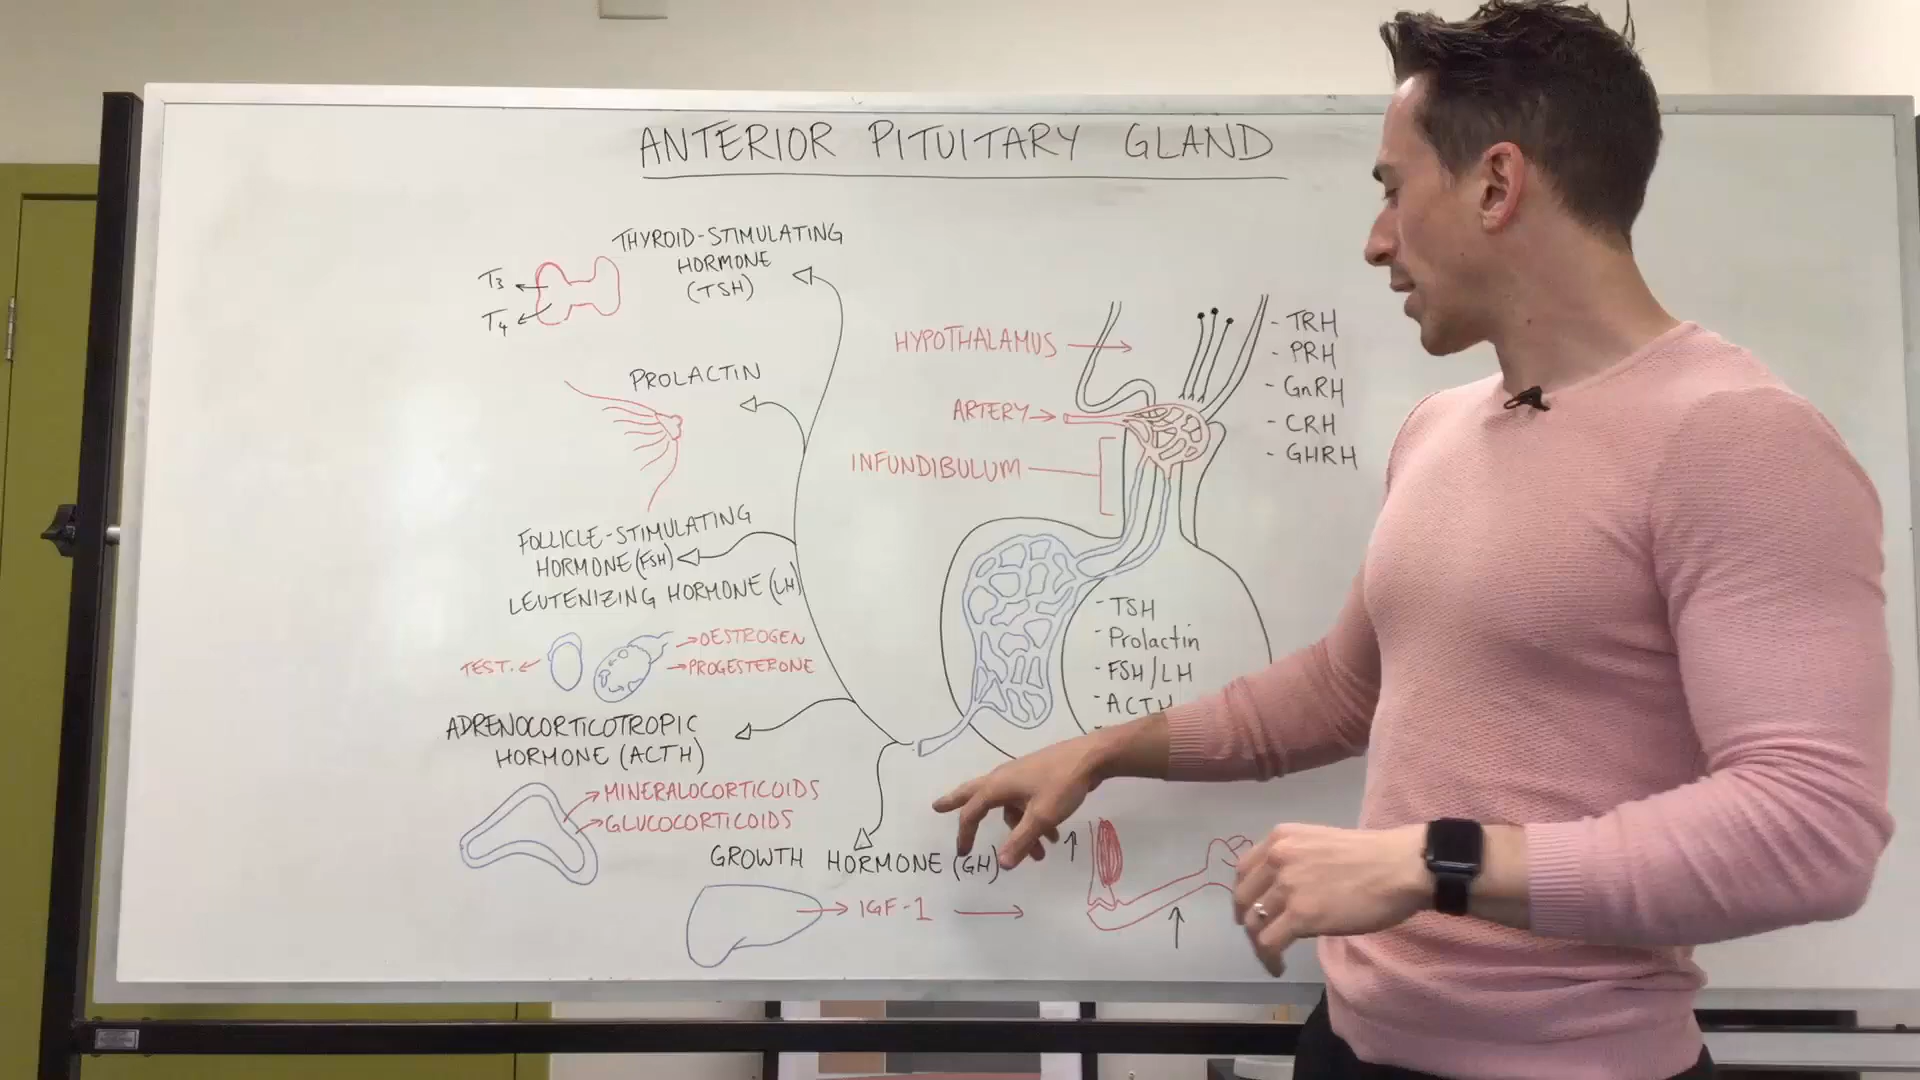 ANTERIOR PITUITARY GLAND
THYROID-STIMULATING
HORMONE
(TSH)
T3
T4
PROLACTIN
FOLLICLE-STIMULATING
HORMONE (FSH)
LEUTENIZING HORMONE (LH)
TEST.
OESTROGEN
PROGESTERONE
ADRENOCORTICOTROPIC
HORMONE (ACTH)
MINERALOCORTICOIDS
GLUCOCORTICOIDS
GROWTH HORMONE (GH)
IGF-1
HYPOTHALAMUS
ARTERY
INFUNDIBULUM
- TRH
- PRH
- GnRH
- CRH
- GHRH
- TSH
- Prolactin
- FSH/LH
- ACTH